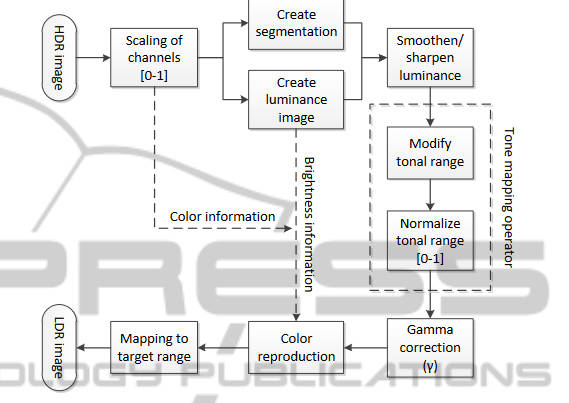 HDR image
Scaling of
channels
[0-1]
Create
segmentation
Create
luminance
image
Smoothen/
sharpen
luminance
Modify
tonal range
Normalize
tonal range
[0-1]
Tone mapping operator
Color information
Brightness information
Gamma
correction
(γ)
Color
reproduction
Mapping to
target range
LDR image
PRESS
OLOGY PUBLICATIONS